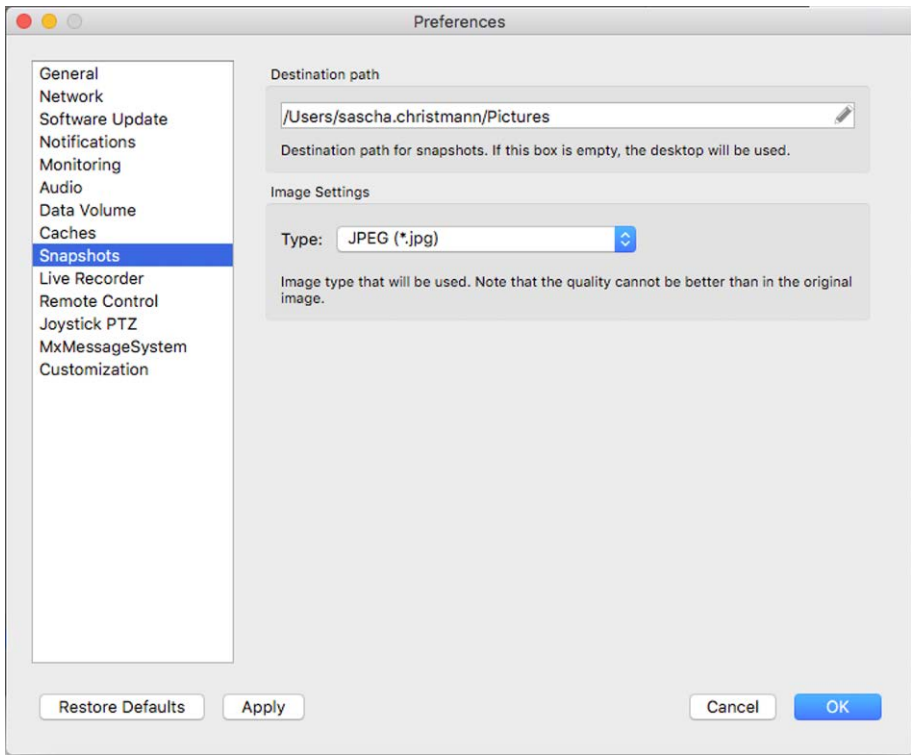 Preferences
General
Network
Software Update
Notifications
Monitoring
Audio
Data Volume
Caches
Snapshots
Live Recorder
Remote Control
Joystick PTZ
MxMessageSystem
Customization
Destination path
/Users/sascha.christmann/Pictures
Destination path for snapshots. If this box is empty, the desktop will be used.
Image Settings
Type: JPEG (*.jpg)
Image type that will be used. Note that the quality cannot be better than in the original
image.
Restore Defaults
Apply
Cancel
OK